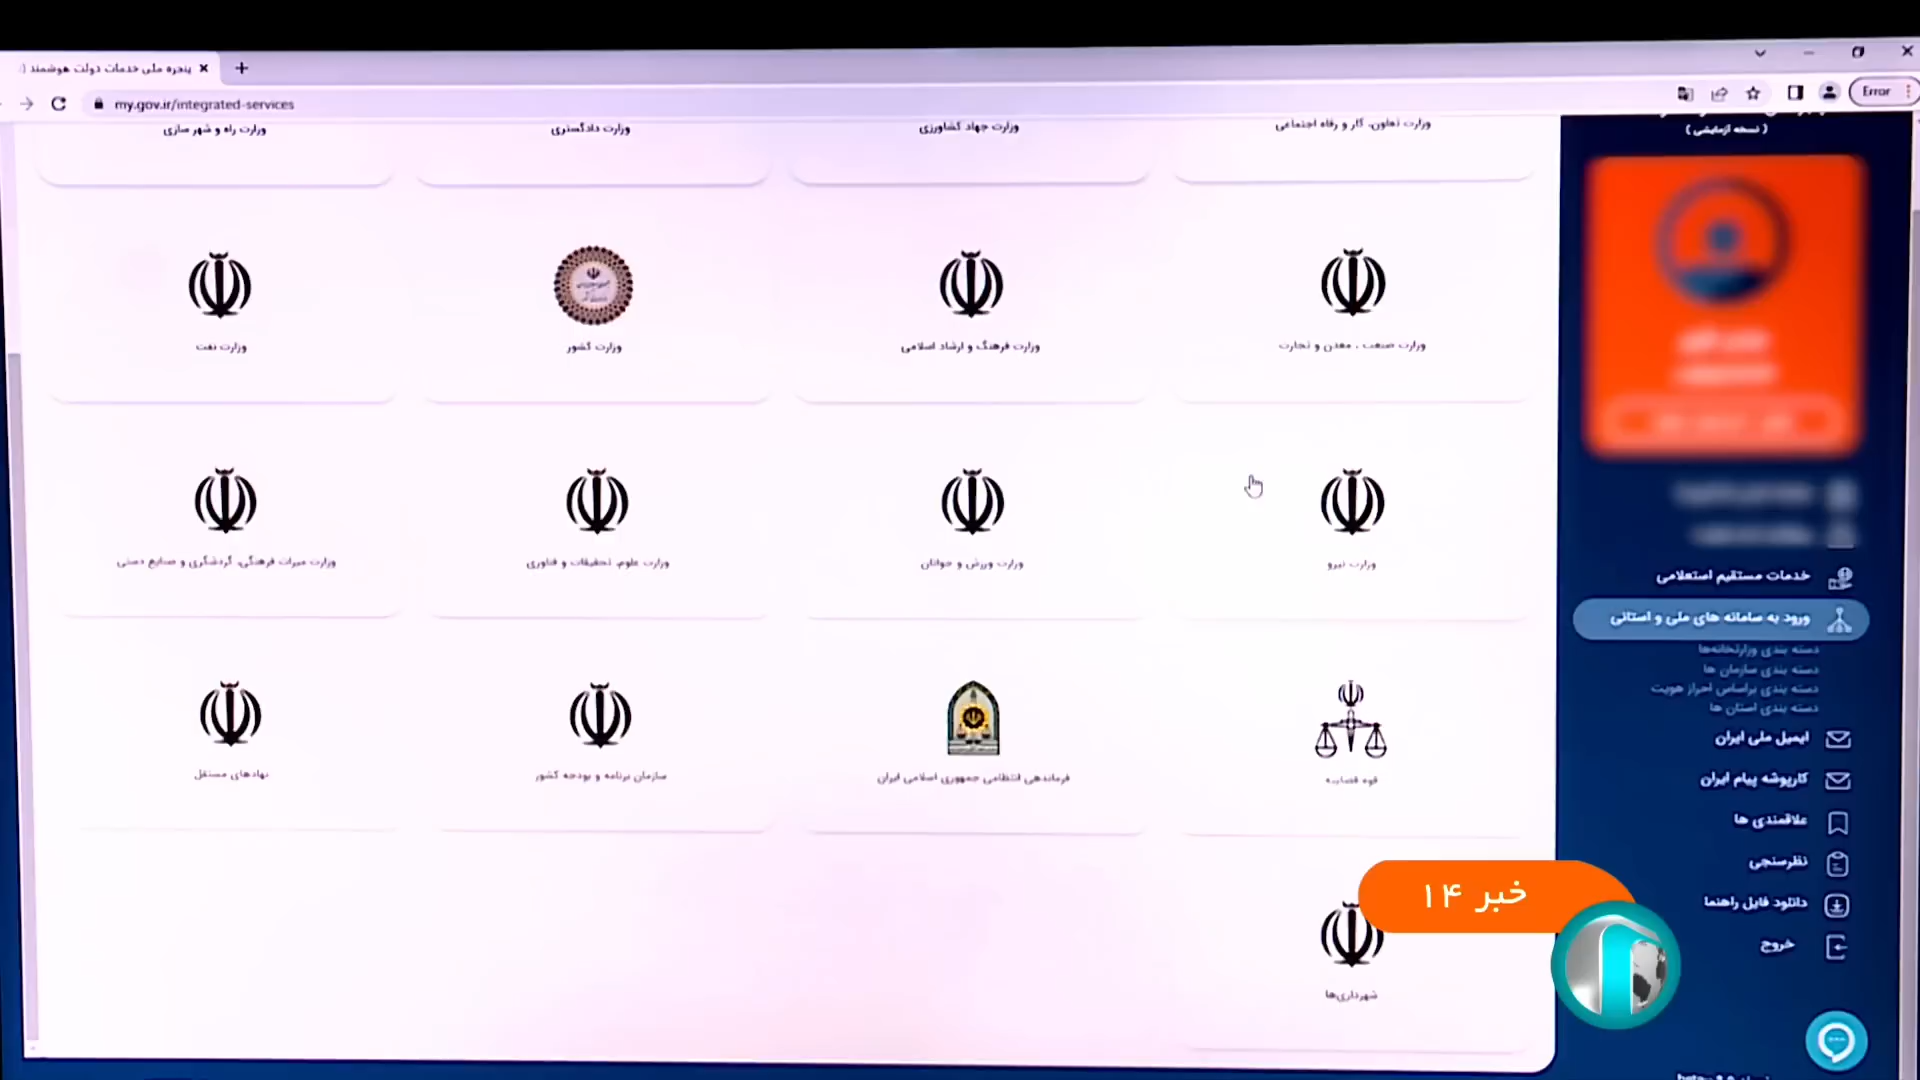 پنجره ملی خدمات دولت هوشمند (
my.gov.ir/integrated-services
Error
( نسخه آزمایشی )
وزارت تعاون، کار و رفاه اجتماعی
وزارت جهاد کشاورزی
وزارت دادگستری
وزارت راه و شهر سازی
وزارت صنعت ، معدن و تجارت
وزارت فرهنگ و ارشاد اسلامی
وزارت کشور
وزارت نفت
وزارت نیرو
وزارت ورزش و جوانان
وزارت علوم، تحقیقات و فناوری
وزارت میراث فرهنگی، گردشگری و صنایع دستی
قوه قضاییه
فرماندهی انتظامی جمهوری اسلامی ایران
سازمان برنامه و بودجه کشور
نهادهای مستقل
شهرداری‌ها
خدمات مستقیم استعلامی
ورود به سامانه های ملی و استانی
دسته بندی وزارتخانه‌ها
دسته بندی سازمان ها
دسته بندی براساس احراز هویت
دسته بندی استان ها
ایمیل ملی ایران
کارپوشه پیام ایران
علاقمندی ها
نظرسنجی
دانلود فایل راهنما
خروج
خبر ۱۴